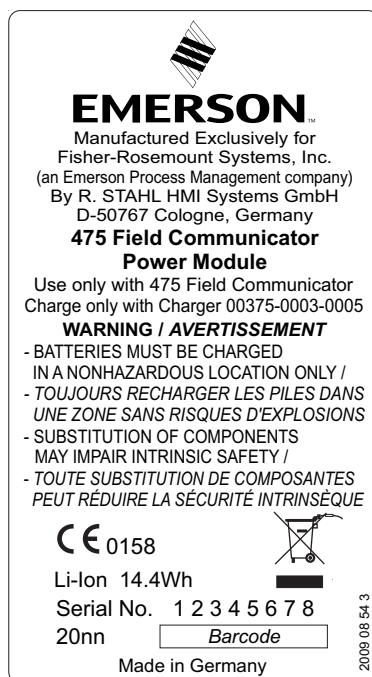 EMERSON™
Manufactured Exclusively for
Fisher-Rosemount Systems, Inc.
(an Emerson Process Management company)
By R. STAHL HMI Systems GmbH
D-50767 Cologne, Germany
475 Field Communicator
Power Module
Use only with 475 Field Communicator
Charge only with Charger 00375-0003-0005
WARNING / AVERTISSEMENT
- BATTERIES MUST BE CHARGED
IN A NONHAZARDOUS LOCATION ONLY /
- TOUJOURS RECHARGER LES PILES DANS
UNE ZONE SANS RISQUES D'EXPLOSIONS
- SUBSTITUTION OF COMPONENTS
MAY IMPAIR INTRINSIC SAFETY /
- TOUTE SUBSTITUTION DE COMPOSANTES
PEUT RÉDUIRE LA SÉCURITÉ INTRINSÈQUE
CE 0158
Li-Ion 14.4Wh
Serial No. 1 2 3 4 5 6 7 8
20nn Barcode
Made in Germany
2009 08 54 3